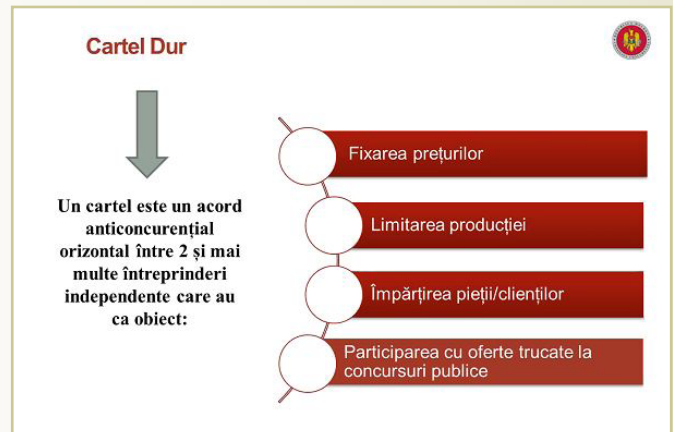 Cartel Dur
Un cartel este un acord
anticoncurențial
orizontal între 2 și mai
multe întreprinderi
independente care au
ca obiect:
Fixarea prețurilor
Limitarea producției
Împărțirea pieții/clienților
Participarea cu oferte trucate la
concursuri publice